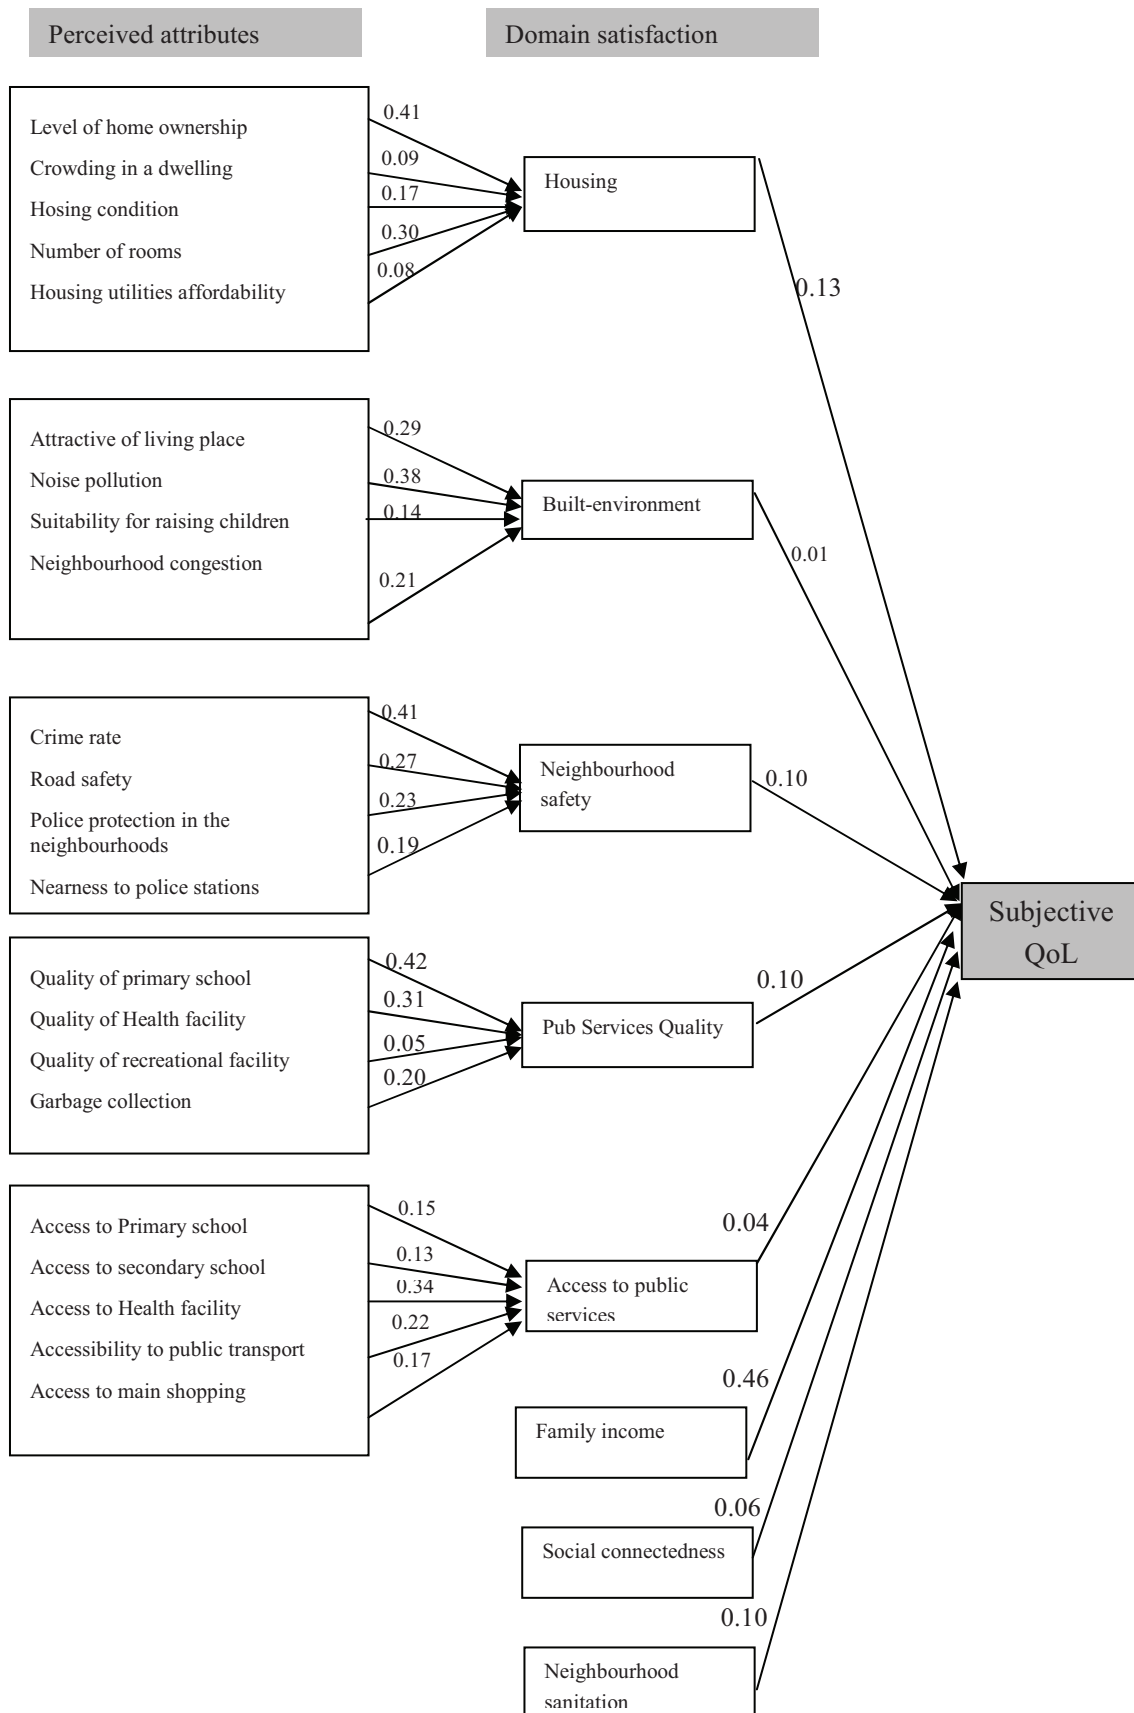 Perceived attributes
Domain satisfaction
Level of home ownership
Crowding in a dwelling
Hosing condition
Number of rooms
Housing utilities affordability
0.41
0.09
0.17
0.30
0.08
Housing
0.13
Attractive of living place
Noise pollution
Suitability for raising children
Neighbourhood congestion
0.29
0.38
0.14
0.21
Built-environment
0.01
Crime rate
Road safety
Police protection in the
neighbourhoods
Nearness to police stations
0.41
0.27
0.23
0.19
Neighbourhood
safety
0.10
Subjective
QoL
Quality of primary school
Quality of Health facility
Quality of recreational facility
Garbage collection
0.42
0.31
0.05
0.20
Pub Services Quality
0.10
Access to Primary school
Access to secondary school
Access to Health facility
Accessibility to public transport
Access to main shopping
0.15
0.13
0.34
0.22
0.17
Access to public
services
0.04
Family income
0.46
Social connectedness
0.06
Neighbourhood
sanitation
0.10